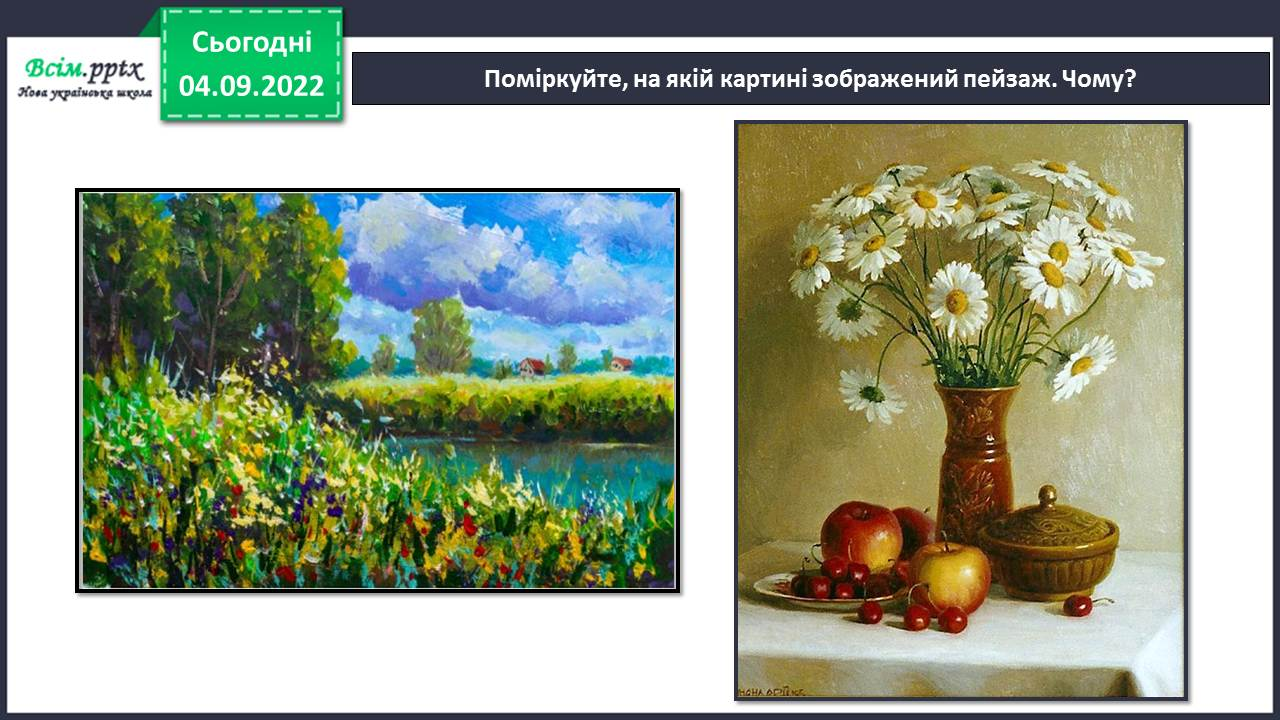 Всім.pptx
Нова українська школа
Сьогодні
04.09.2022
Поміркуйте, на якій картині зображений пейзаж. Чому?